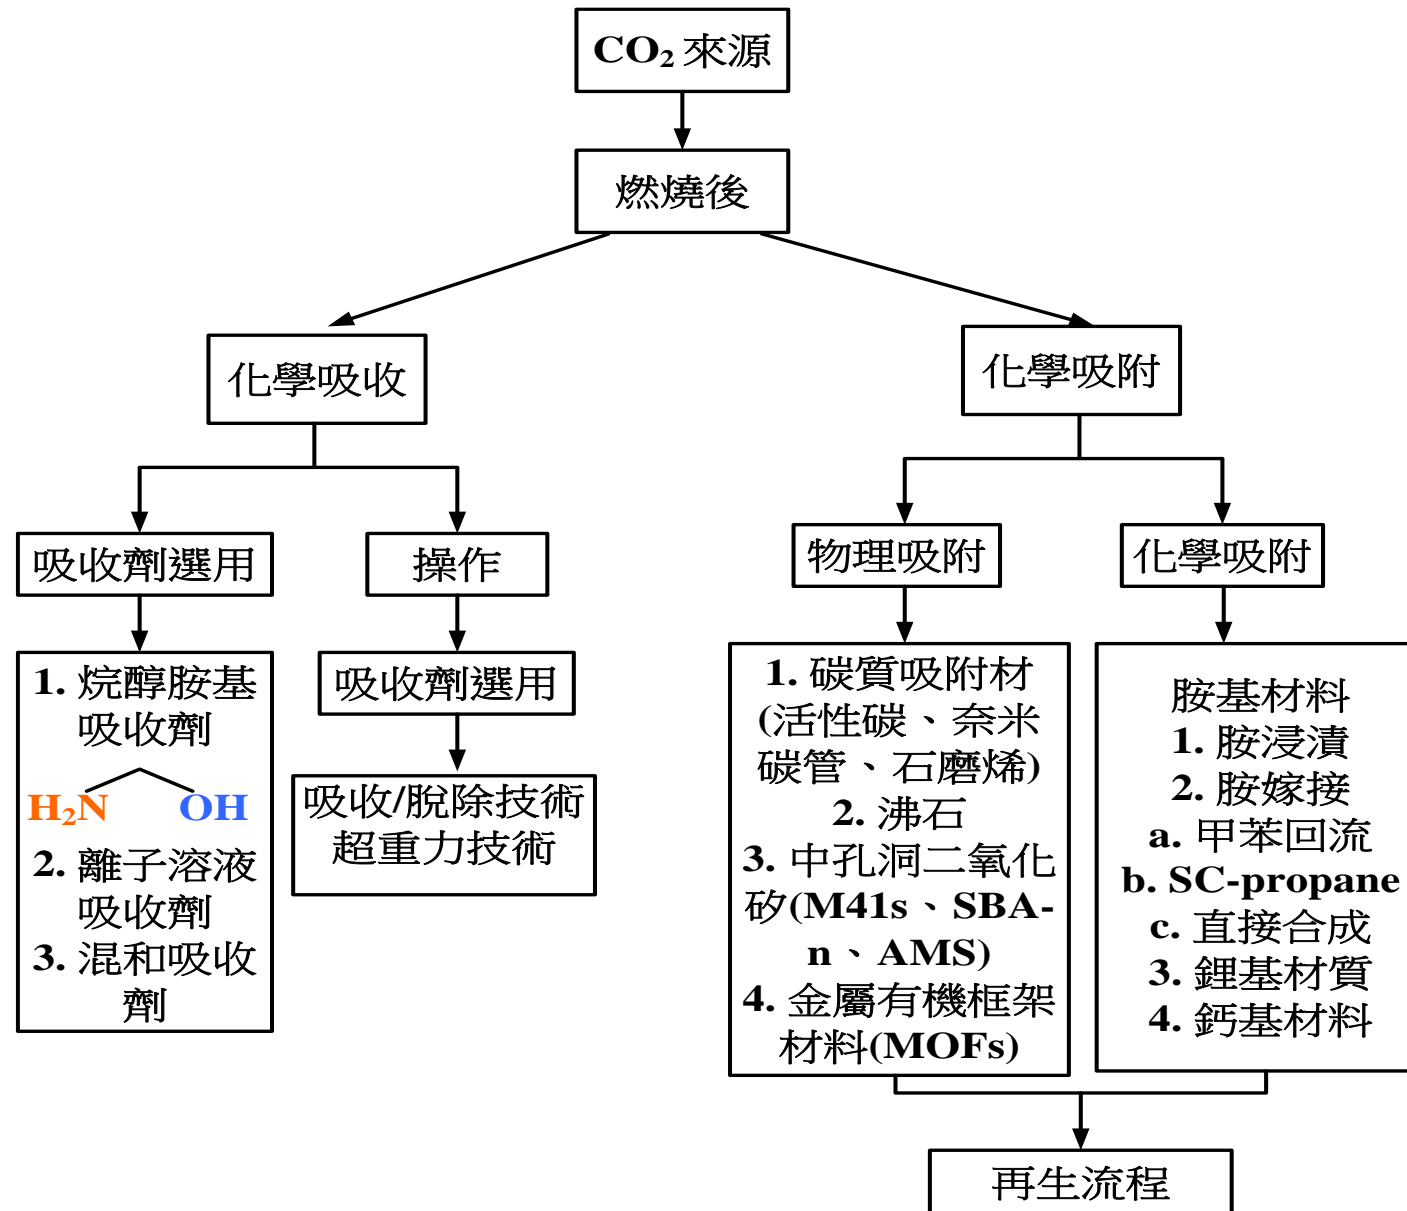 CO₂ 來源
燃燒後
化學吸收
化學吸附
吸收劑選用
操作
物理吸附
化學吸附
1. 烷醇胺基
吸收劑
H₂N OH
2. 離子溶液
吸收劑
3. 混和吸收
劑
吸收劑選用
吸收/脫除技術
超重力技術
1. 碳質吸附材
(活性碳、奈米
碳管、石磨烯)
2. 沸石
3. 中孔洞二氧化
矽(M41s、SBA-
n、AMS)
4. 金屬有機框架
材料(MOFs)
胺基材料
1. 胺浸漬
2. 胺嫁接
a. 甲苯回流
b. SC-propane
c. 直接合成
3. 鋰基材質
4. 鈣基材料
再生流程